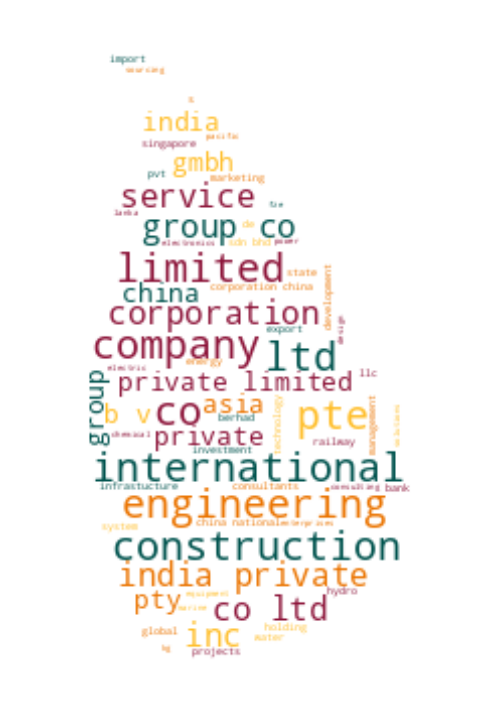 import
sourcing
s
india
pacific
singapore
gmbh
pvt
marketing
service
fze
lanka
group co
de
electronics
sdn bhd
power
limited
state
china
corporation china
development
corporation
export
design
company
ltd
energy
electric
private limited
llc
group
b v
co
asia
berhad
pte
technology
management
chemical
private
railway
investment
international
infrastucture
consultants
consulting
bank
engineering
system
china national
enterprises
construction
india private
hydro
pty
equipment
marine
co ltd
global
inc
holding
water
kg
projects